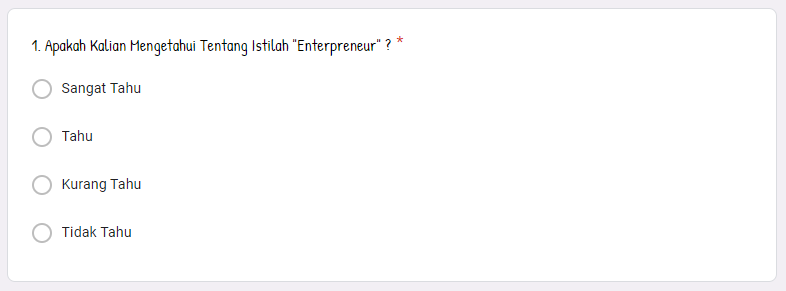 1. Apakah Kalian Mengetahui Tentang Istilah "Enterpreneur" ? *
Sangat Tahu
Tahu
Kurang Tahu
Tidak Tahu